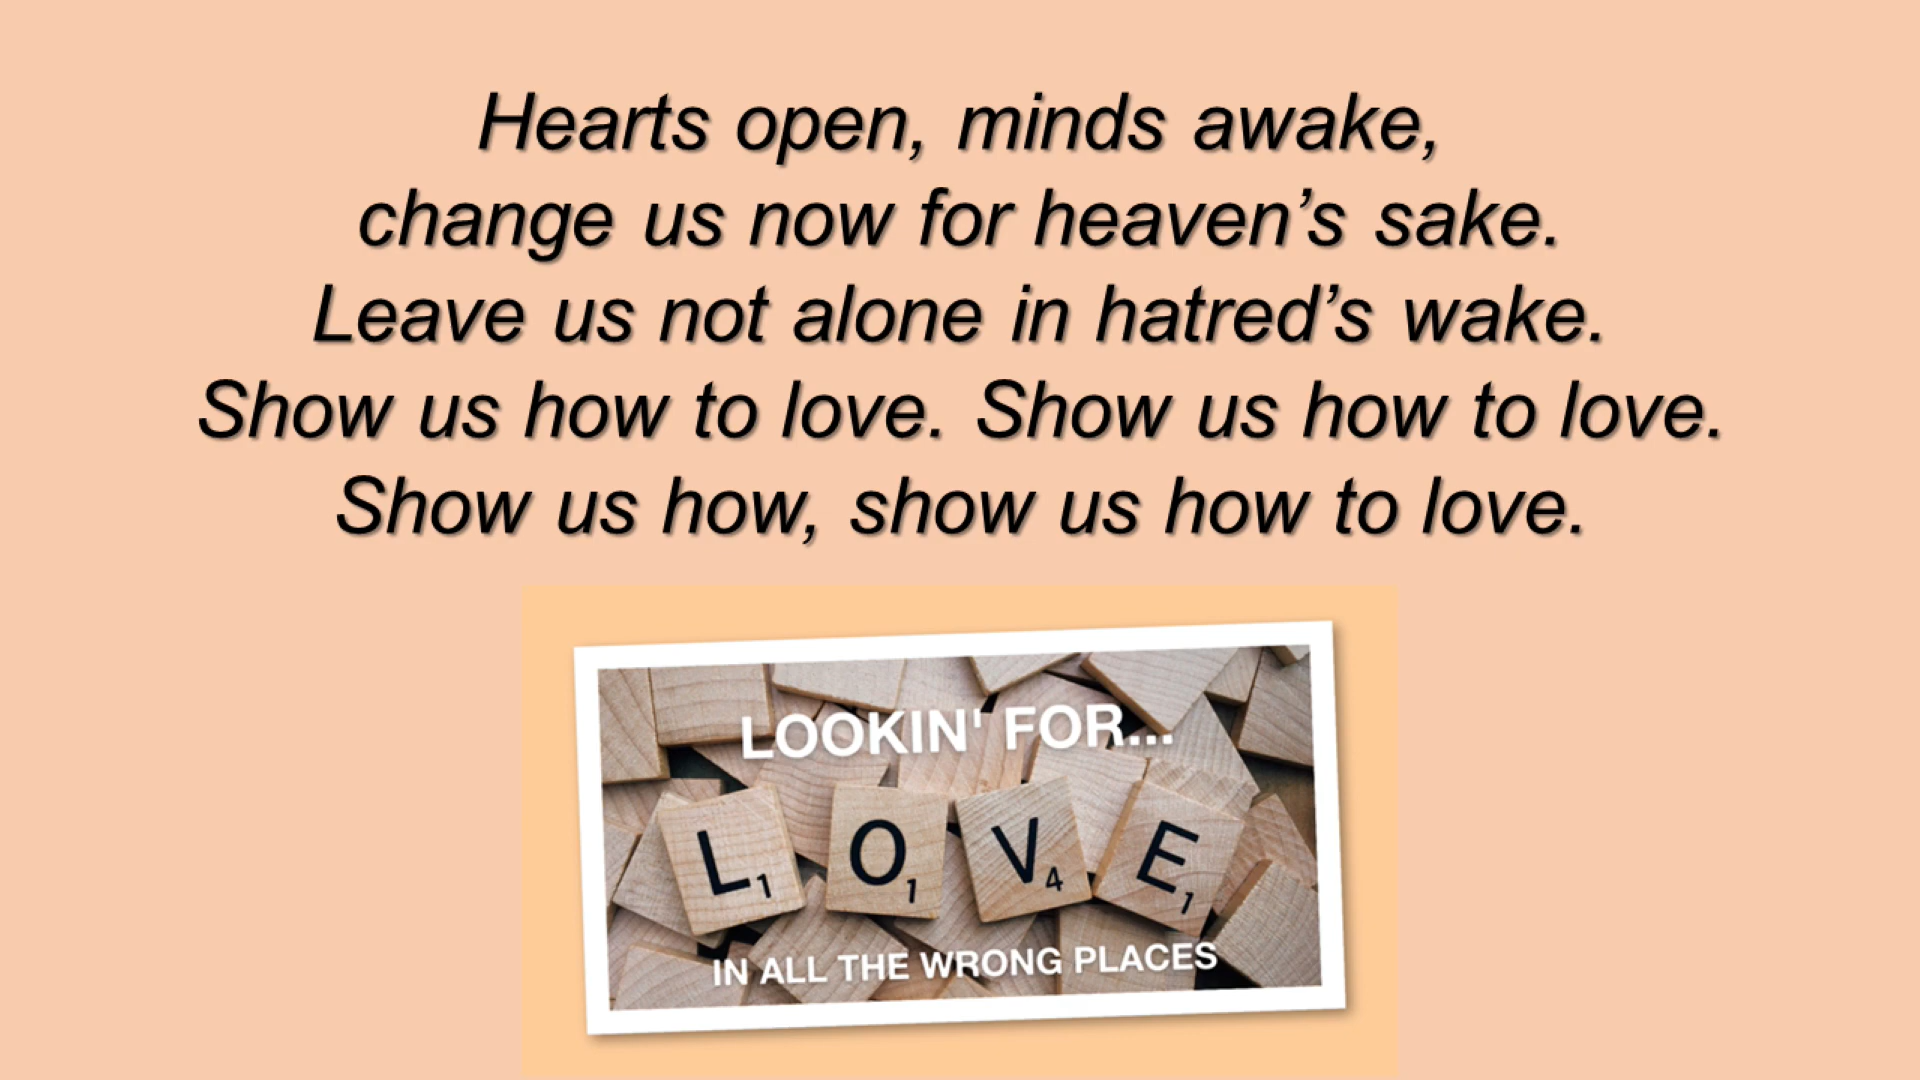 Hearts open, minds awake,
change us now for heaven’s sake.
Leave us not alone in hatred’s wake.
Show us how to love. Show us how to love.
Show us how, show us how to love.
LOOKIN' FOR...
L1 O1 V4 E1
IN ALL THE WRONG PLACES